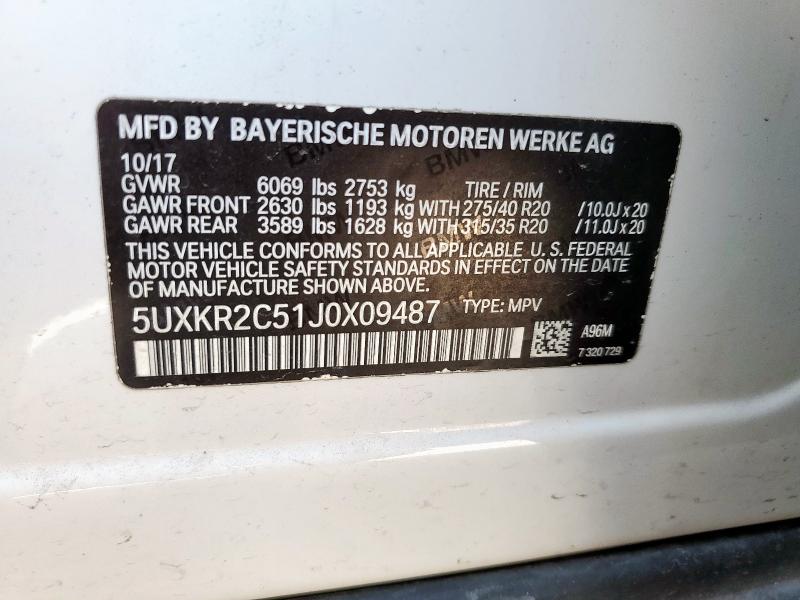 MFD BY BAYERISCHE MOTOREN WERKE AG
10/17
GVWR 6069 lbs 2753 kg TIRE / RIM
GAWR FRONT 2630 lbs 1193 kg WITH 275/40 R20 /10.0J x 20
GAWR REAR 3589 lbs 1628 kg WITH 315/35 R20 /11.0J x 20
THIS VEHICLE CONFORMS TO ALL APPLICABLE U. S. FEDERAL
MOTOR VEHICLE SAFETY STANDARDS IN EFFECT ON THE DATE
OF MANUFACTURE SHOWN ABOVE.
5UXKR2C51J0X09487 TYPE: MPV
A96M
7 320 729